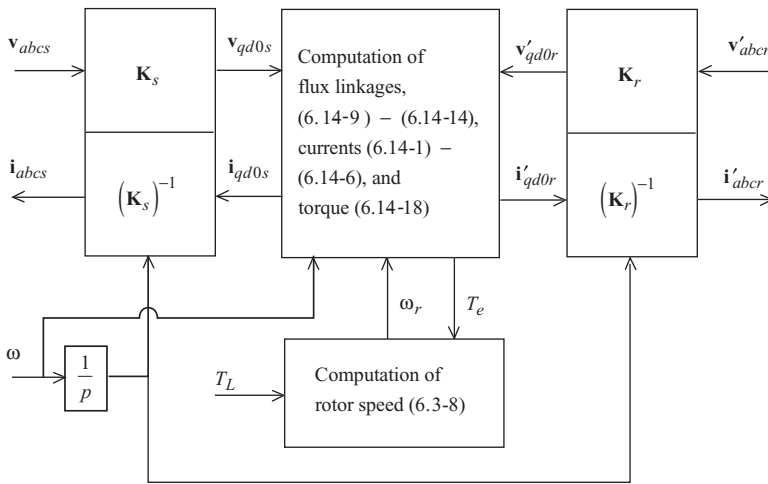 v_abcs
K_s
v_qd0s
Computation of
flux linkages,
(6.14-9 ) − (6.14-14),
currents (6.14-1) −
(6.14-6), and
torque (6.14-18)
v′_qd0r
K_r
v′_abcr
i_abcs
(K_s)^−1
i_qd0s
i′_qd0r
(K_r)^−1
i′_abcr
ω
1
p
ω_r
T_e
T_L
Computation of
rotor speed (6.3-8)